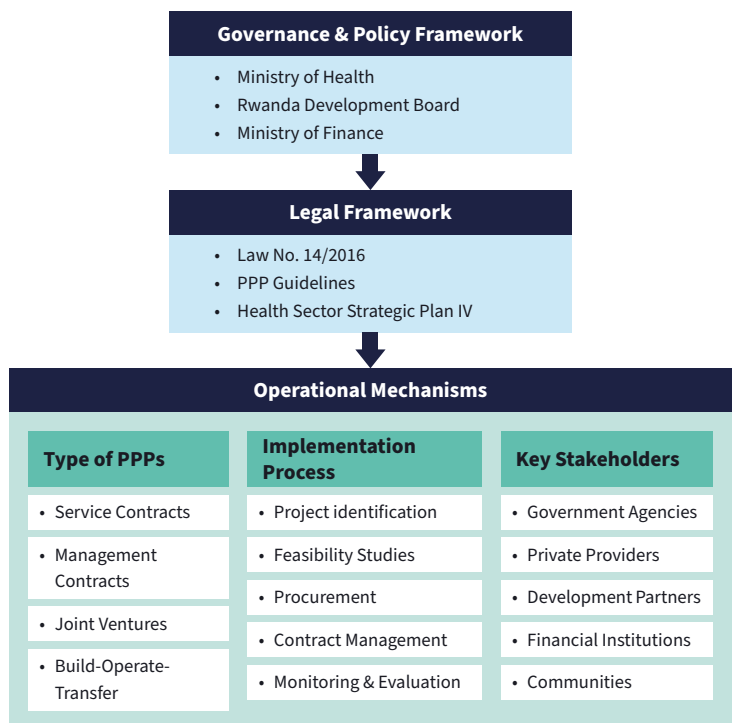 Governance & Policy Framework
• Ministry of Health
• Rwanda Development Board
• Ministry of Finance
Legal Framework
• Law No. 14/2016
• PPP Guidelines
• Health Sector Strategic Plan IV
Operational Mechanisms
Type of PPPs
• Service Contracts
• Management
Contracts
• Joint Ventures
• Build-Operate-
Transfer
Implementation
Process
• Project identification
• Feasibility Studies
• Procurement
• Contract Management
• Monitoring & Evaluation
Key Stakeholders
• Government Agencies
• Private Providers
• Development Partners
• Financial Institutions
• Communities